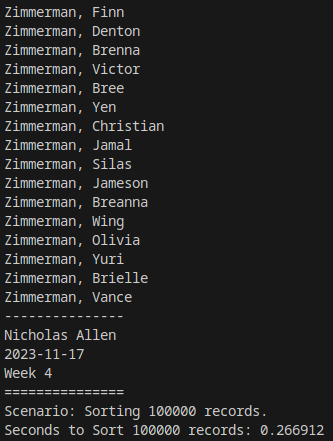 Zimmerman, Finn
Zimmerman, Denton
Zimmerman, Brenna
Zimmerman, Victor
Zimmerman, Bree
Zimmerman, Yen
Zimmerman, Christian
Zimmerman, Jamal
Zimmerman, Silas
Zimmerman, Jameson
Zimmerman, Breanna
Zimmerman, Wing
Zimmerman, Olivia
Zimmerman, Yuri
Zimmerman, Brielle
Zimmerman, Vance
---------------
Nicholas Allen
2023-11-17
Week 4
===============
Scenario: Sorting 100000 records.
Seconds to Sort 100000 records: 0.266912